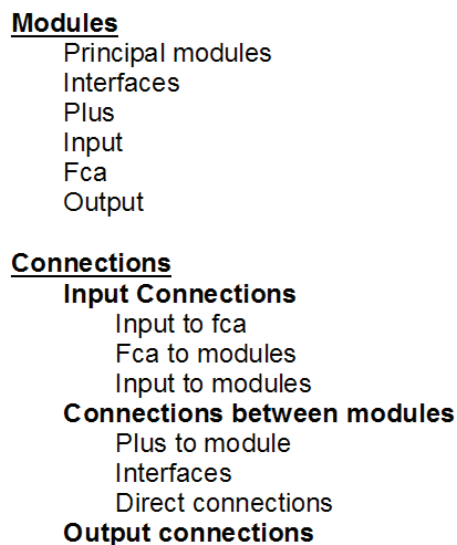 Modules
Principal modules
Interfaces
Plus
Input
Fca
Output
Connections
Input Connections
Input to fca
Fca to modules
Input to modules
Connections between modules
Plus to module
Interfaces
Direct connections
Output connections